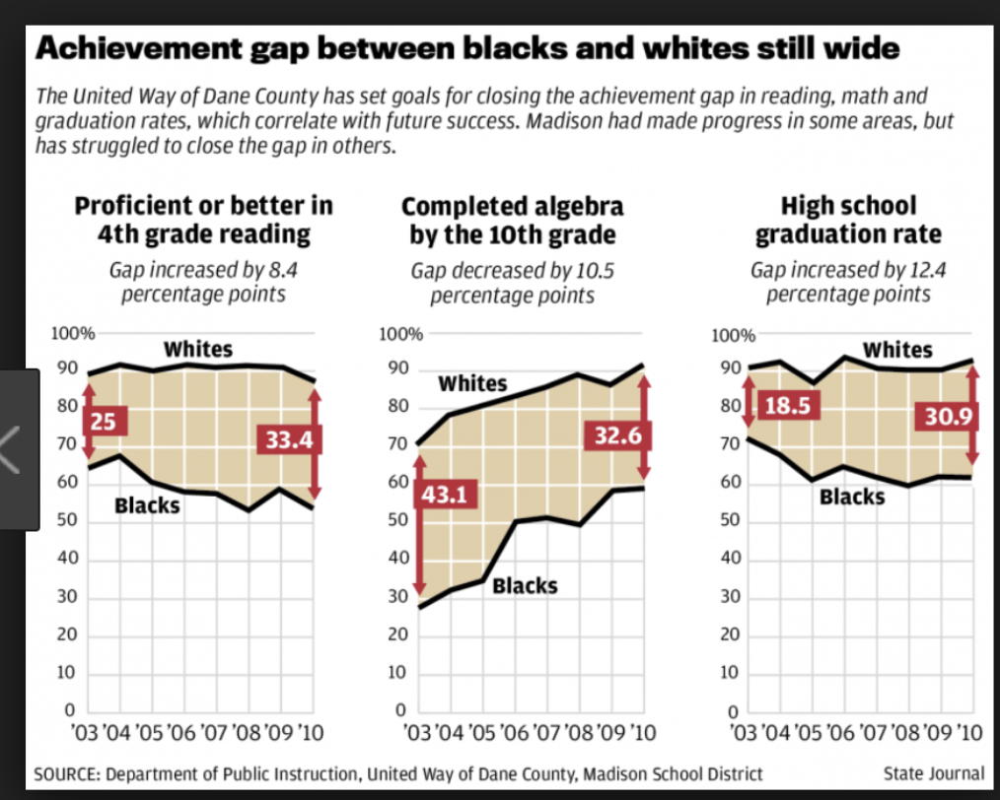 Achievement gap between blacks and whites still wide
The United Way of Dane County has set goals for closing the achievement gap in reading, math and
graduation rates, which correlate with future success. Madison had made progress in some areas, but
has struggled to close the gap in others.
Proficient or better in
4th grade reading
Gap increased by 8.4
percentage points
100%
90
80
70
60
50
40
30
20
10
0
Whites
25
33.4
Blacks
'03 '04 '05 '06 '07 '08 '09 '10
Completed algebra
by the 10th grade
Gap decreased by 10.5
percentage points
100%
90
80
70
60
50
40
30
20
10
0
Whites
32.6
43.1
Blacks
'03 '04 '05 '06 '07 '08 '09 '10
High school
graduation rate
Gap increased by 12.4
percentage points
100%
90
80
70
60
50
40
30
20
10
0
Whites
18.5
30.9
Blacks
'03 '04 '05 '06 '07 '08 '09 '10
SOURCE: Department of Public Instruction, United Way of Dane County, Madison School District
State Journal